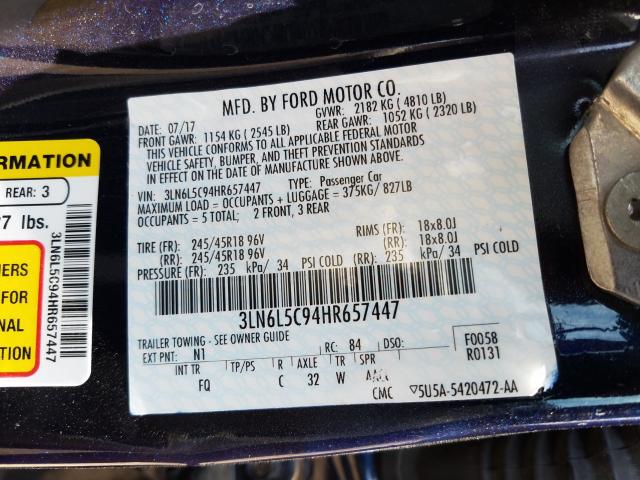 MFD. BY FORD MOTOR CO.
DATE: 07/17 GVWR: 2182 KG ( 4810 LB)
FRONT GAWR: 1154 KG ( 2545 LB) REAR GAWR: 1052 KG ( 2320 LB)
THIS VEHICLE CONFORMS TO ALL APPLICABLE FEDERAL MOTOR
VEHICLE SAFETY, BUMPER, AND THEFT PREVENTION STANDARDS
IN EFFECT ON THE DATE OF MANUFACTURE SHOWN ABOVE.
VIN: 3LN6L5C94HR657447 TYPE: Passenger Car
MAXIMUM LOAD = OCCUPANTS + LUGGAGE = 375KG/ 827LB
OCCUPANTS = 5 TOTAL; 2 FRONT, 3 REAR
TIRE (FR): 245/45R18 96V RIMS (FR): 18x8.0J
(RR): 245/45R18 96V (RR): 18x8.0J
PRESSURE (FR): 235 kPa/ 34 PSI COLD (RR): 235 kPa/ 34 PSI COLD
3LN6L5C94HR657447
TRAILER TOWING - SEE OWNER GUIDE
EXT PNT: N1 RC: 84 DSO: F0058
R0131
INT TR TP/PS R AXLE TR SPR
FQ C 32 W
CMC ▽5U5A-5420472-AA
ORMATION
REAR: 3
7 lbs.
FOR
ONAL
3LN6L5C94HR657447